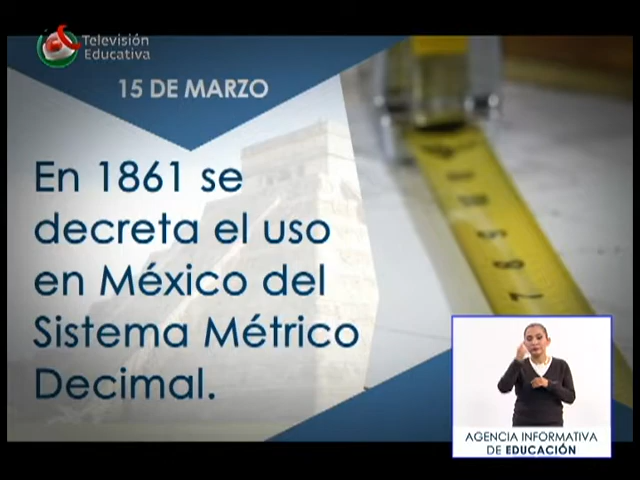 Televisión
Educativa
15 DE MARZO
En 1861 se
decreta el uso
en México del
Sistema Métrico
Decimal.
AGENCIA INFORMATIVA
DE EDUCACIÓN